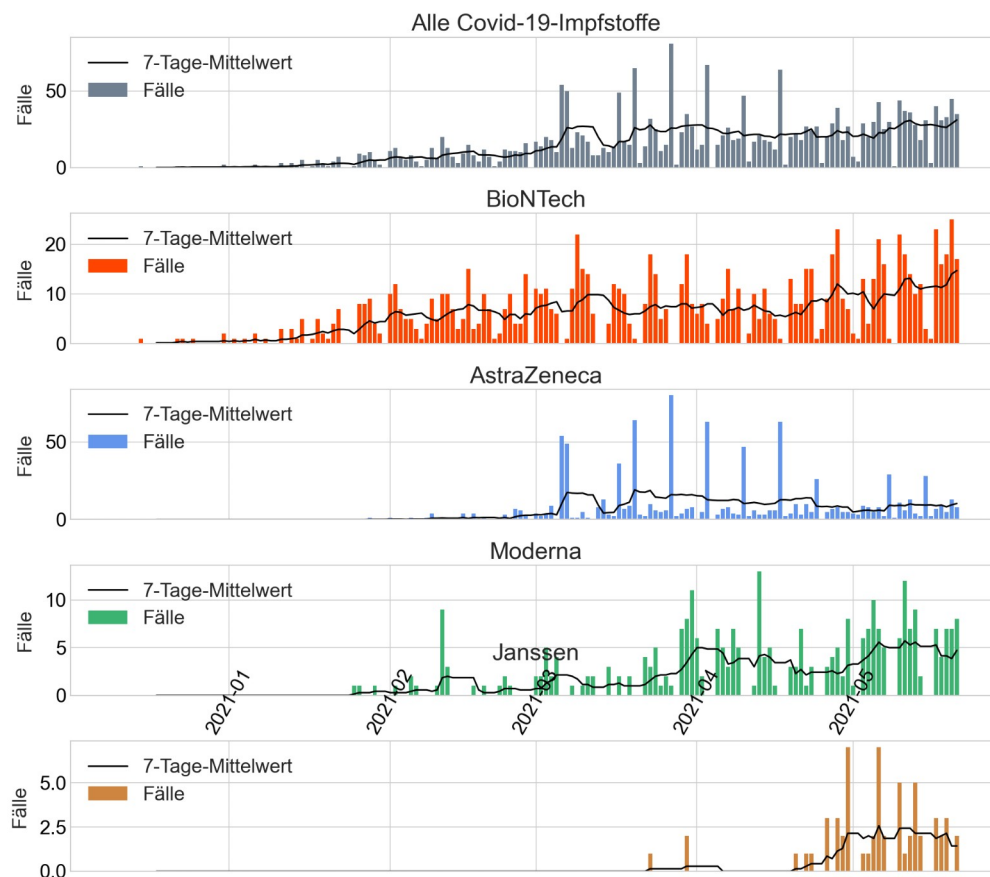 Alle Covid-19-Impfstoffe
7-Tage-Mittelwert
Fälle
Fälle
50
0
BioNTech
7-Tage-Mittelwert
Fälle
Fälle
20
10
0
AstraZeneca
7-Tage-Mittelwert
Fälle
Fälle
50
0
Moderna
7-Tage-Mittelwert
Fälle
Fälle
10
5
0
Janssen
2021-01
2021-02
2021-03
2021-04
2021-05
7-Tage-Mittelwert
Fälle
Fälle
5.0
2.5
0.0